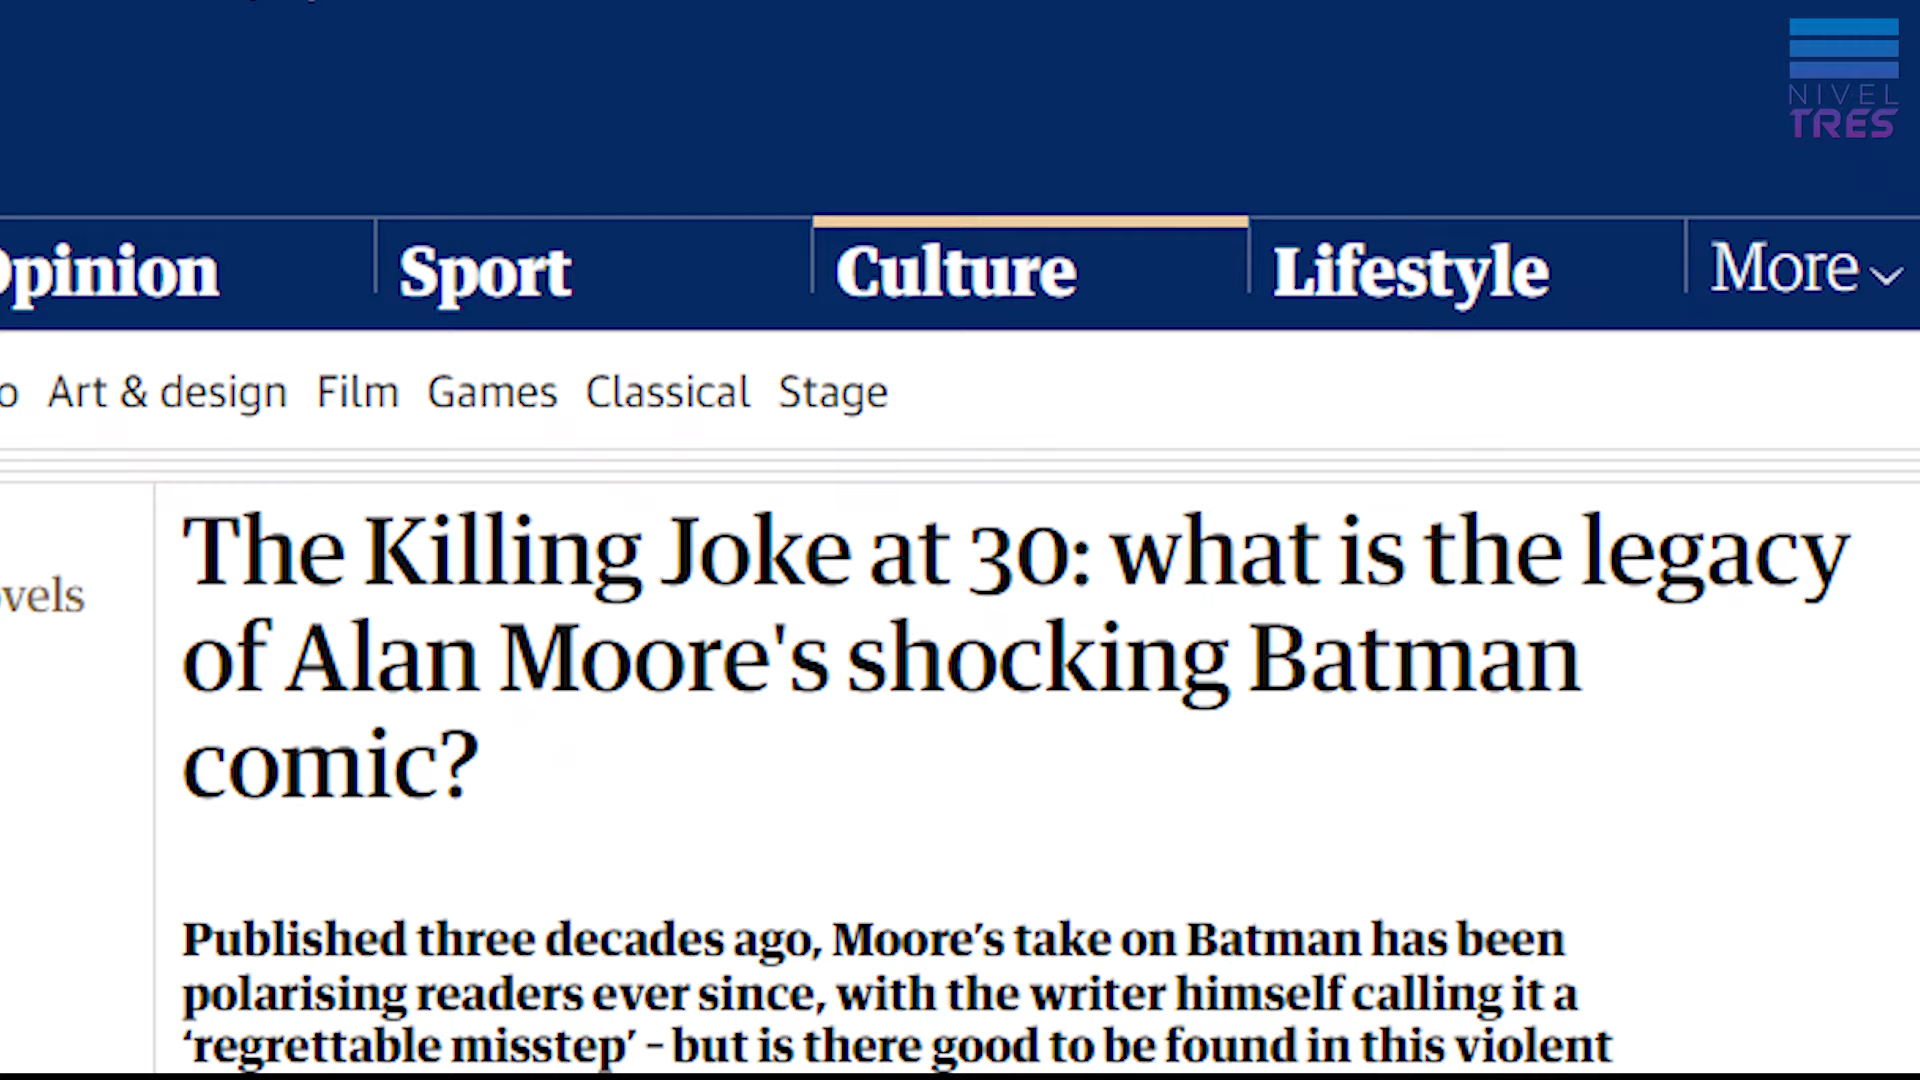 NIVEL
TRES
Opinion Sport Culture Lifestyle More
o Art & design Film Games Classical Stage
The Killing Joke at 30: what is the legacy
ovels
of Alan Moore's shocking Batman
comic?
Published three decades ago, Moore’s take on Batman has been
polarising readers ever since, with the writer himself calling it a
‘regrettable misstep’ – but is there good to be found in this violent